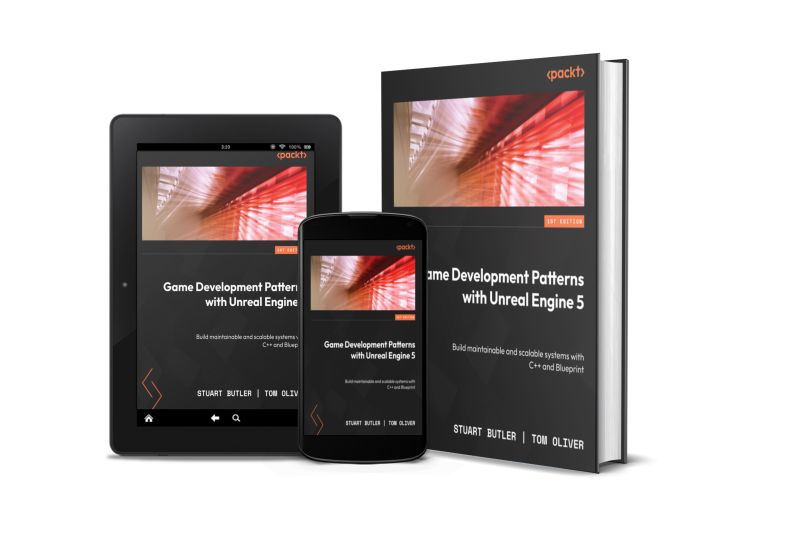 3:20
100%
<packt>
1ST EDITION
Game Development Pattern
with Unreal Engine
Build maintainable and scalable systems w
C++ and Bluep
STUART BUTLER | TOM OLIV
<packt>
1ST EDITION
Game Development Patterns
with Unreal Engine 5
Build maintainable and scalable systems with
C++ and Blueprint
STUART BUTLER | TOM OLIVER
<packt>
1ST EDITION
ame Development Patterns
with Unreal Engine 5
Build maintainable and scalable systems with
C++ and Blueprint
STUART BUTLER | TOM OLIVER